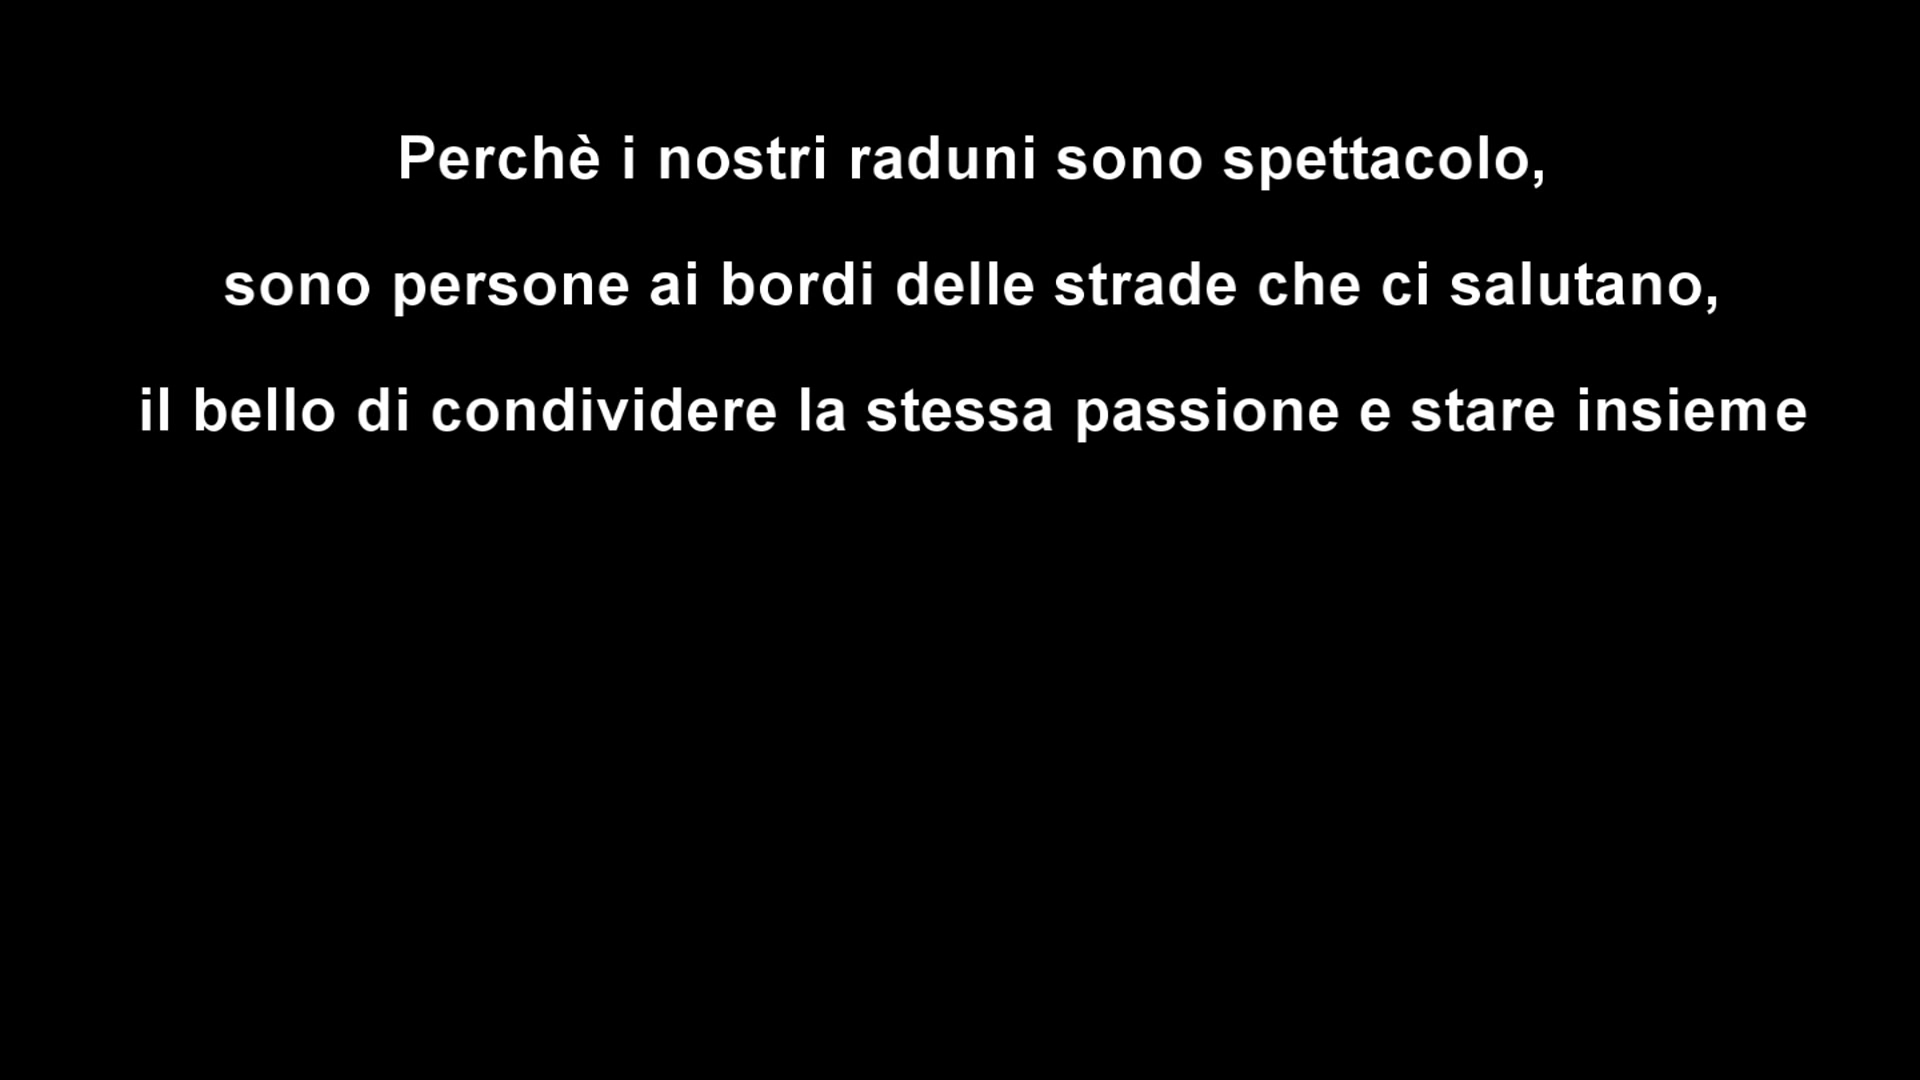 Perchè i nostri raduni sono spettacolo,
sono persone ai bordi delle strade che ci salutano,
il bello di condividere la stessa passione e stare insieme